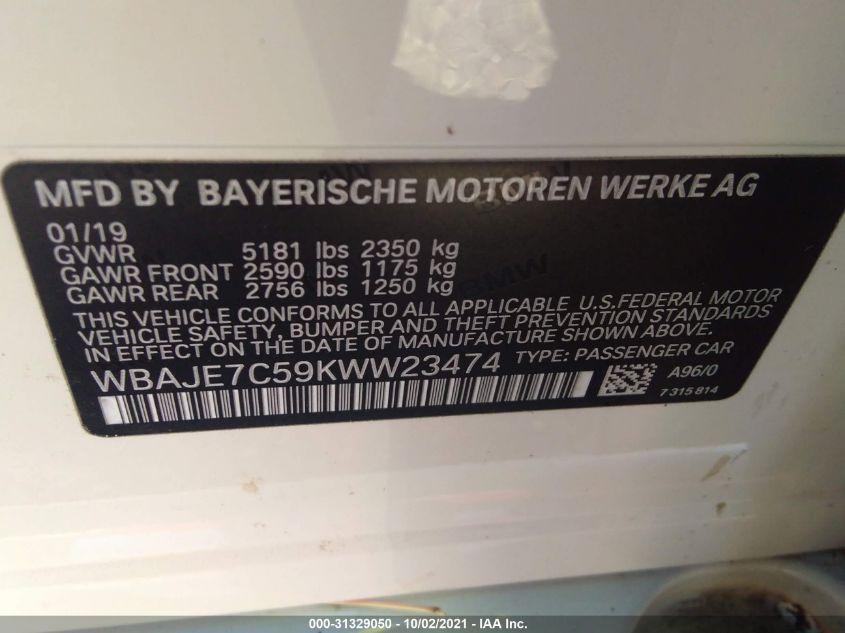 MFD BY BAYERISCHE MOTOREN WERKE AG
01/19
GVWR 5181 lbs 2350 kg
GAWR FRONT 2590 lbs 1175 kg
GAWR REAR 2756 lbs 1250 kg
THIS VEHICLE CONFORMS TO ALL APPLICABLE U.S.FEDERAL MOTOR
VEHICLE SAFETY, BUMPER AND THEFT PREVENTION STANDARDS
IN EFFECT ON THE DATE OF MANUFACTURE SHOWN ABOVE.
WBAJE7C59KWW23474 TYPE: PASSENGER CAR
A96/0
7315814
BMW
000-31329050 - 10/02/2021 - IAA Inc.